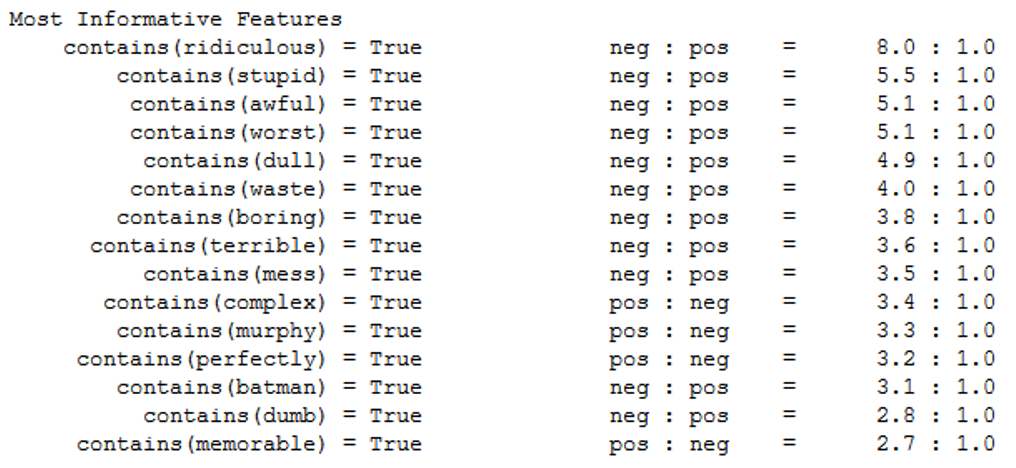 Most Informative Features
contains(ridiculous) = True neg : pos = 8.0 : 1.0
contains(stupid) = True neg : pos = 5.5 : 1.0
contains(awful) = True neg : pos = 5.1 : 1.0
contains(worst) = True neg : pos = 5.1 : 1.0
contains(dull) = True neg : pos = 4.9 : 1.0
contains(waste) = True neg : pos = 4.0 : 1.0
contains(boring) = True neg : pos = 3.8 : 1.0
contains(terrible) = True neg : pos = 3.6 : 1.0
contains(mess) = True neg : pos = 3.5 : 1.0
contains(complex) = True pos : neg = 3.4 : 1.0
contains(murphy) = True pos : neg = 3.3 : 1.0
contains(perfectly) = True pos : neg = 3.2 : 1.0
contains(batman) = True neg : pos = 3.1 : 1.0
contains(dumb) = True neg : pos = 2.8 : 1.0
contains(memorable) = True pos : neg = 2.7 : 1.0